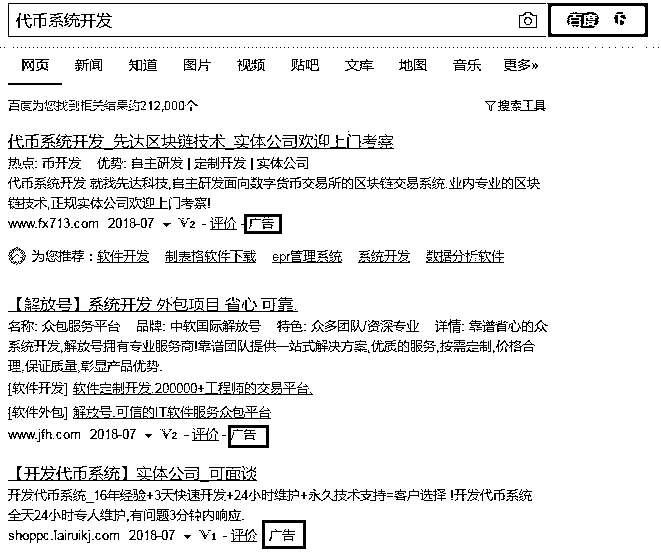 代币系统开发 百度
网页 新闻 知道 图片 视频 贴吧 文库 地图 音乐 更多»
百度为您找到相关结果约212,000个 搜索工具
代币系统开发_先达区块链技术_实体公司欢迎上门考察
热点: 币开发 优势: 自主研发 | 定制开发 | 实体公司
代币系统开发 就找先达科技,自主研发面向数字货币交易所的区块链交易系统.业内专业的区块
链技术,正规实体公司欢迎上门考察!
www.fx713.com 2018-07 V2 - 评价 - 广告
为您推荐: 软件开发 制表格软件下载 epr管理系统 系统开发 数据分析软件
【解放号】系统开发 外包项目 省心 可靠.
名称: 众包服务平台 品牌: 中软国际解放号 特色: 众多团队/资深专业 详情: 靠谱省心的众
系统开发,解放号拥有专业服务商!靠谱团队提供一站式解决方案,优质的服务,按需定制,价格合
理,保证质量,彰显产品优势.
[软件开发] 软件定制开发.200000+工程师的交易平台.
[软件外包] 解放号.可信的IT软件服务众包平台
www.jfh.com 2018-07 V2 - 评价 - 广告
【开发代币系统】实体公司_可面谈
开发代币系统_16年经验+3天快速开发+24小时维护+永久技术支持=客户选择 !开发代币系统
全天24小时专人维护,有问题3分钟内响应.
shoppc.fairuikj.com 2018-07 V1 - 评价 广告